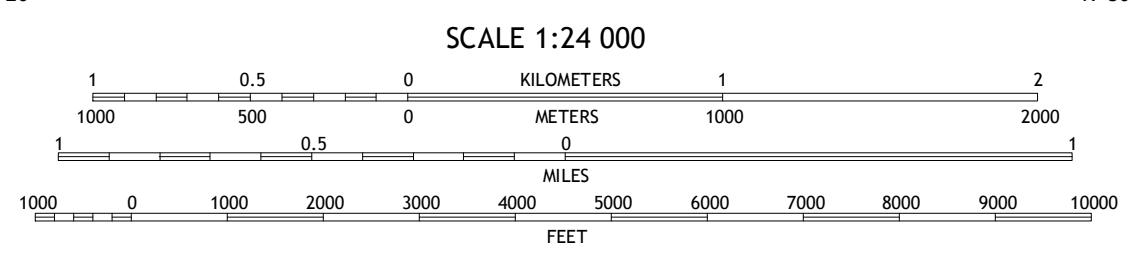 SCALE 1:24 000
1 0.5 0 KILOMETERS 1 2
1000 500 0 METERS 1000 2000
1 0.5 0 1
MILES
1000 0 1000 2000 3000 4000 5000 6000 7000 8000 9000 10000
FEET